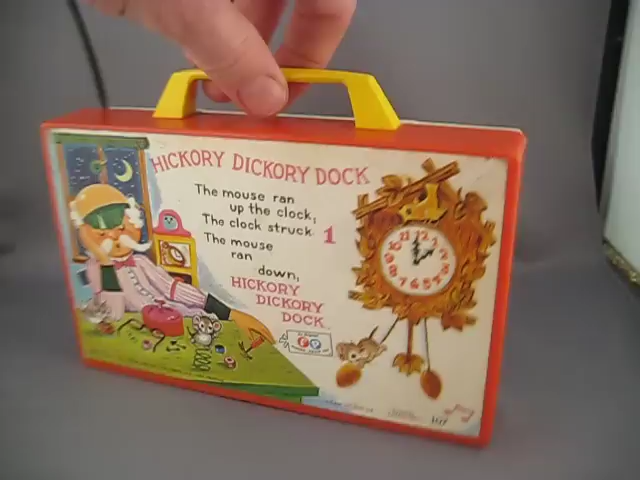 HICKORY DICKORY DOCK
The mouse ran
up the clock;
The clock struck 1
The mouse
ran
down,
HICKORY
DICKORY
DOCK
107